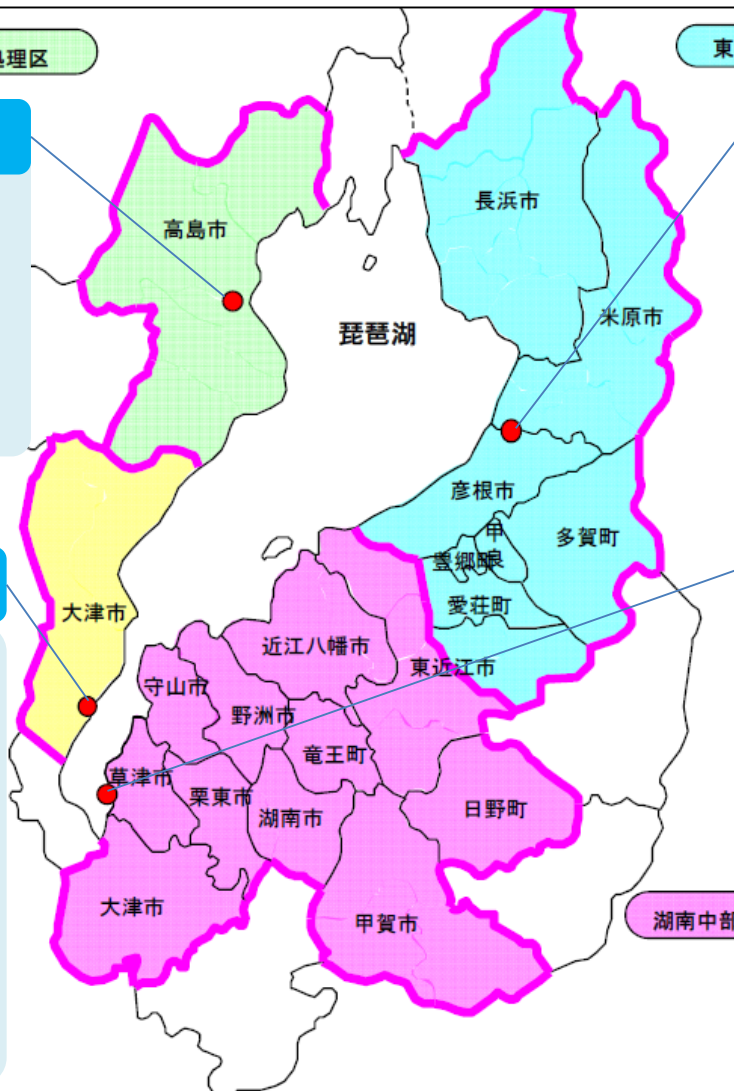 処理区
東
長浜市
高島市
米原市
琵琶湖
彦根市
甲良
多賀町
豊郷町
愛荘町
大津市
近江八幡市
東近江市
守山市
野洲市
竜王町
草津市
栗東市
湖南市
日野町
大津市
甲賀市
湖南中部